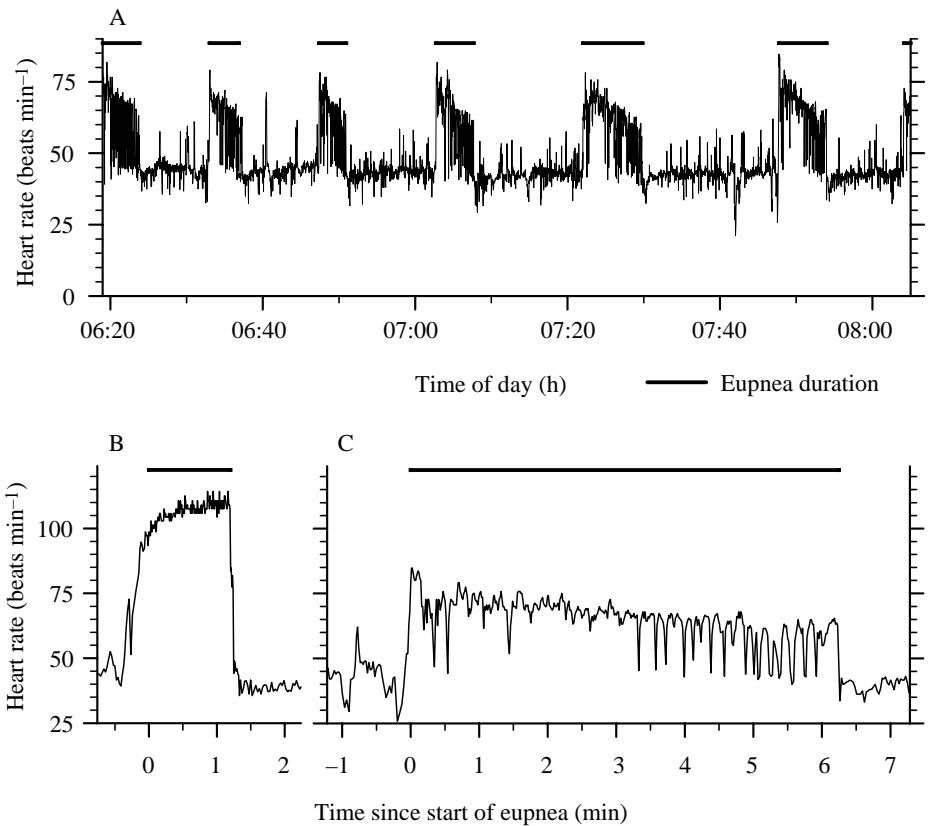 A
Heart rate (beats min–1)
75
50
25
0
06:20 06:40 07:00 07:20 07:40 08:00
Time of day (h)
Eupnea duration
B
C
Heart rate (beats min–1)
100
75
50
25
0 1 2
–1 0 1 2 3 4 5 6 7
Time since start of eupnea (min)